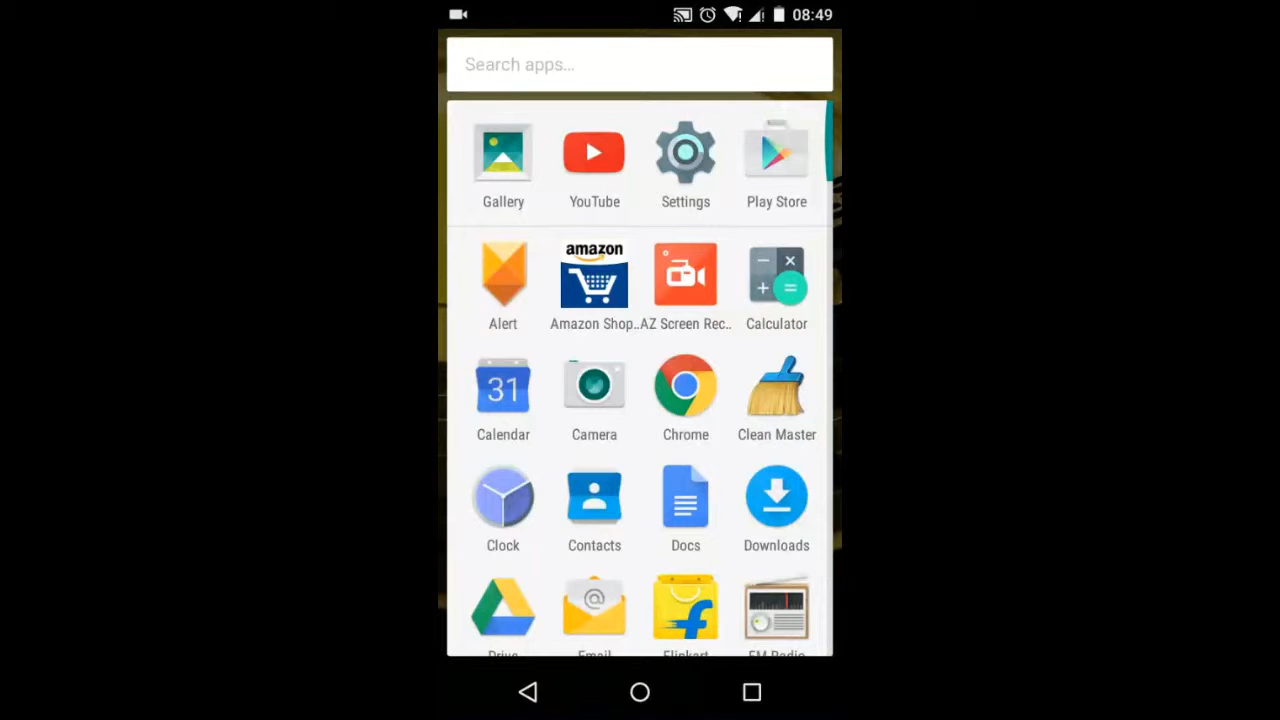 08:49
Search apps...
Gallery YouTube Settings Play Store
amazon
Alert Amazon Shop.. AZ Screen Rec.. Calculator
31
Calendar Camera Chrome Clean Master
Clock Contacts Docs Downloads
@
Drive Email Flipkart FM Radio